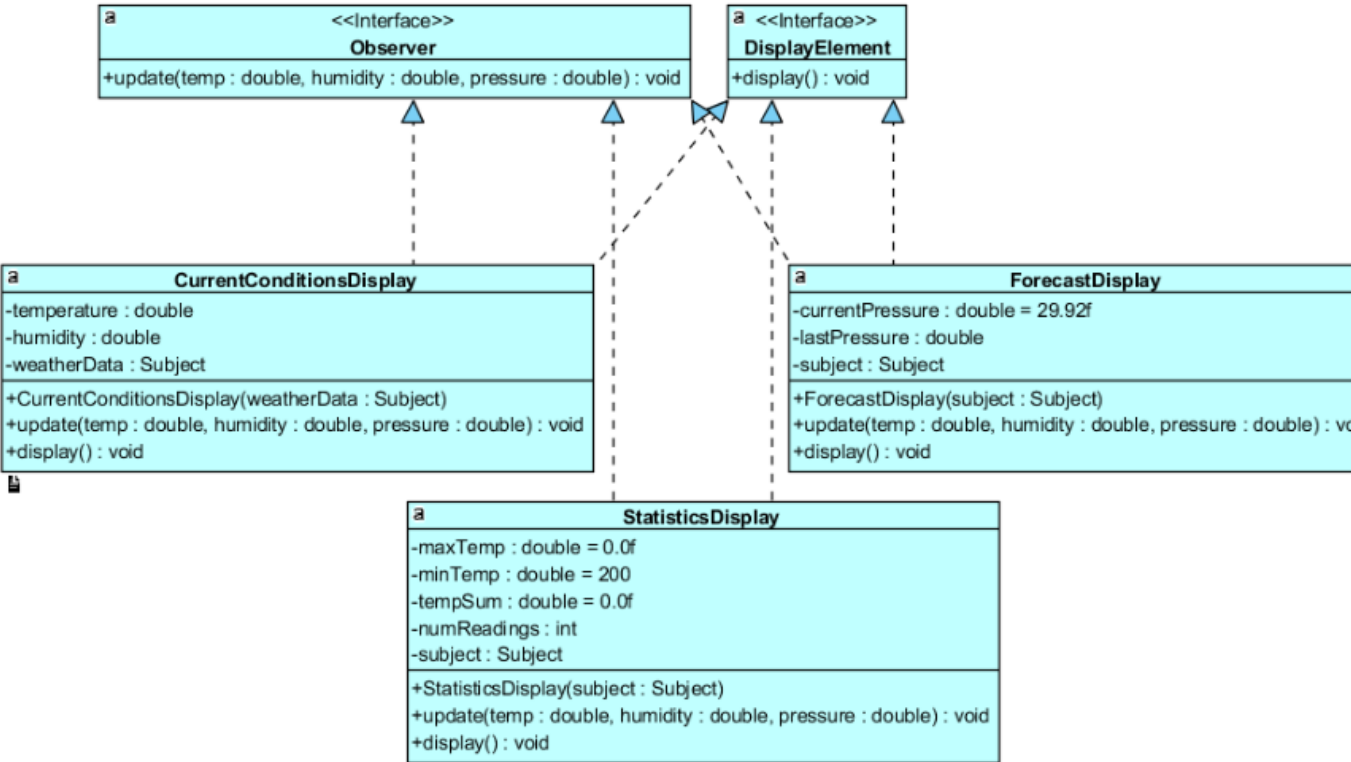 a
<<Interface>>
Observer
+update(temp : double, humidity : double, pressure : double) : void
a
<<Interface>>
DisplayElement
+display() : void
a
CurrentConditionsDisplay
-temperature : double
-humidity : double
-weatherData : Subject
+CurrentConditionsDisplay(weatherData : Subject)
+update(temp : double, humidity : double, pressure : double) : void
+display() : void
a
ForecastDisplay
-currentPressure : double = 29.92f
-lastPressure : double
-subject : Subject
+ForecastDisplay(subject : Subject)
+update(temp : double, humidity : double, pressure : double) : vo
+display() : void
a
StatisticsDisplay
-maxTemp : double = 0.0f
-minTemp : double = 200
-tempSum : double = 0.0f
-numReadings : int
-subject : Subject
+StatisticsDisplay(subject : Subject)
+update(temp : double, humidity : double, pressure : double) : void
+display() : void